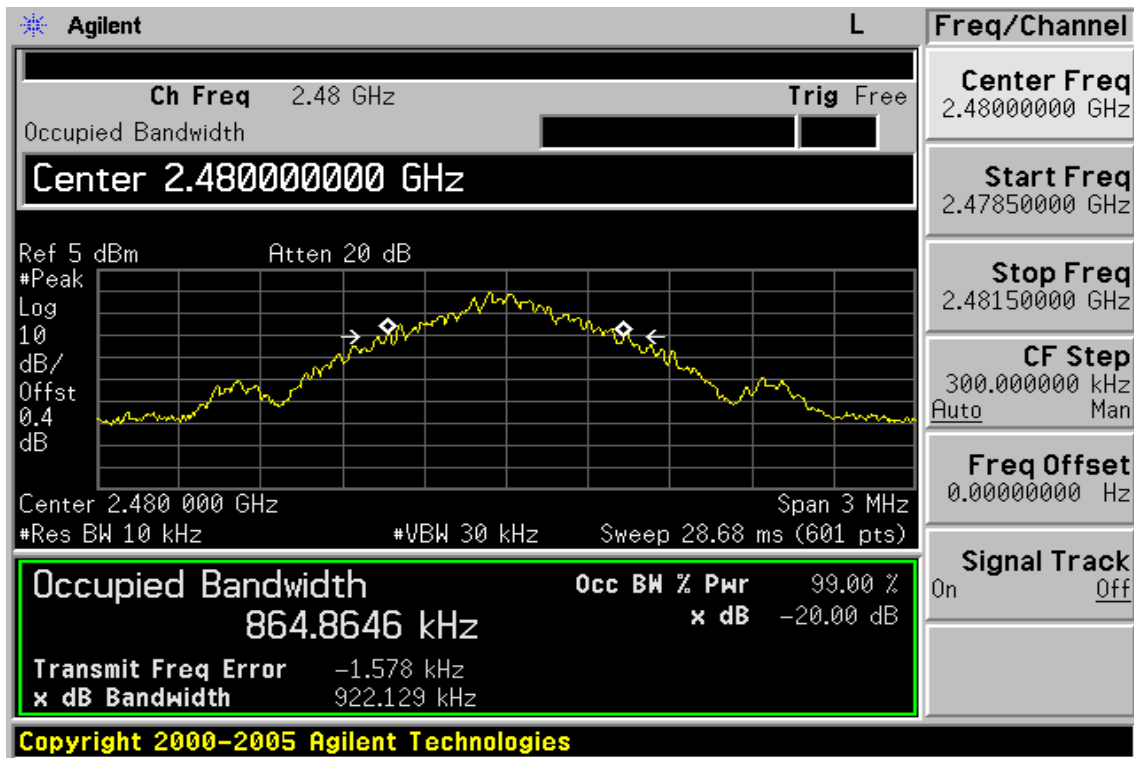 Agilent L
Freq/Channel
Ch Freq 2.48 GHz Trig Free
Occupied Bandwidth
Center 2.480000000 GHz
Ref 5 dBm Atten 20 dB
#Peak
Log
10
dB/
Offst
0.4
dB
Center 2.480 000 GHz Span 3 MHz
#Res BW 10 kHz #VBW 30 kHz Sweep 28.68 ms (601 pts)
Occupied Bandwidth
864.8646 kHz
Occ BW % Pwr 99.00 %
x dB -20.00 dB
Transmit Freq Error -1.578 kHz
x dB Bandwidth 922.129 kHz
Copyright 2000-2005 Agilent Technologies
Center Freq
2.48000000 GHz
Start Freq
2.47850000 GHz
Stop Freq
2.48150000 GHz
CF Step
300.000000 kHz
Auto Man
Freq Offset
0.00000000 Hz
Signal Track
On Off